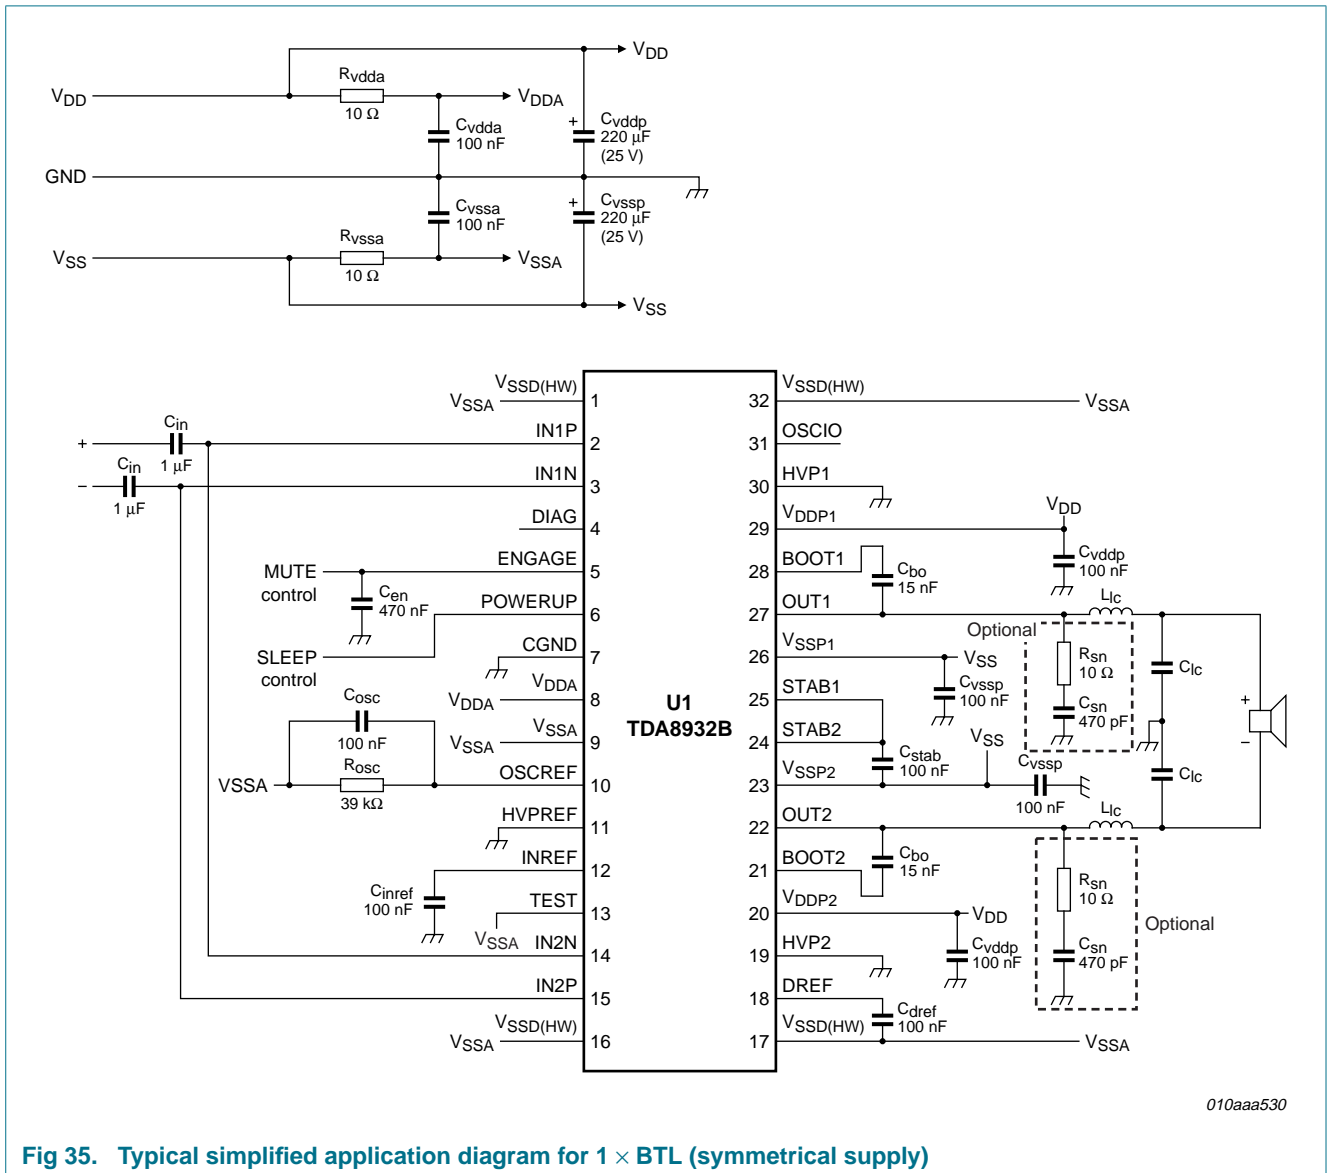 VDD
Rvdda
VDD
VDDA
10 Ω
Cvdda
100 nF
+
Cvddp
220 μF
(25 V)
GND
Cvssa
100 nF
+
Cvssp
220 μF
(25 V)
Rvssa
VSS
VSSA
10 Ω
VSS
VSSD(HW)
VSSA
1
32
VSSD(HW)
VSSA
Cin
+
1 μF
IN1P
2
31
OSCIO
Cin
−
1 μF
IN1N
3
30
HVP1
DIAG
4
29
VDDP1
VDD
Cvddp
100 nF
MUTE
control
ENGAGE
5
28
BOOT1
Cbo
15 nF
Cen
470 nF
POWERUP
6
27
OUT1
Llc
SLEEP
control
CGND
7
26
VSSP1
VSS
Cvssp
100 nF
Optional
Rsn
10 Ω
Csn
470 pF
Clc
VDDA
VDDA
8
U1
TDA8932B
25
STAB1
Cosc
100 nF
VSSA
VSSA
9
24
STAB2
Cstab
100 nF
VSS
Cvssp
100 nF
+
−
Clc
VSSA
Rosc
39 kΩ
OSCREF
10
23
VSSP2
HVPREF
11
22
OUT2
Llc
INREF
12
21
BOOT2
Cbo
15 nF
Cinref
100 nF
Rsn
10 Ω
Csn
470 pF
Optional
TEST
13
VSSA
20
VDDP2
VDD
Cvddp
100 nF
IN2N
14
19
HVP2
IN2P
15
18
DREF
Cdref
100 nF
VSSD(HW)
VSSA
16
17
VSSD(HW)
VSSA
010aaa530
Fig 35. Typical simplified application diagram for 1 × BTL (symmetrical supply)